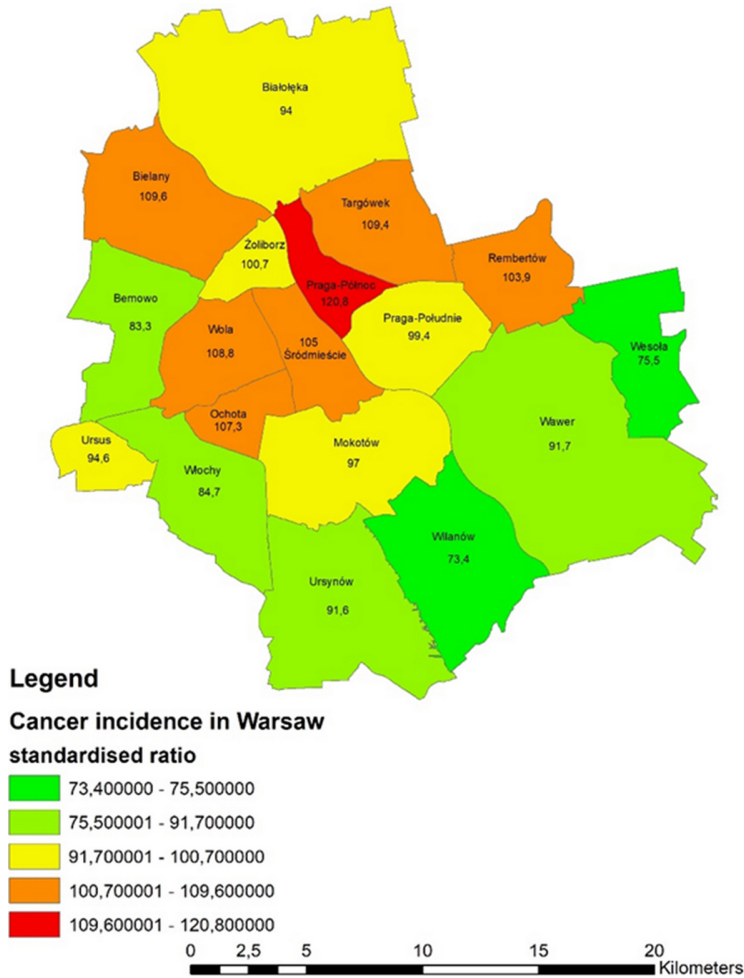 Białołęka
94
Bielany
109,6
Targówek
109,4
Żoliborz
100,7
Rembertów
103,9
Praga-Północ
120,8
Bemowo
83,3
Praga-Południe
99,4
Wola
108,8
105
Śródmieście
Wesoła
75,5
Ochota
107,3
Wawer
91,7
Ursus
94,6
Mokotów
97
Włochy
84,7
Wilanów
73,4
Ursynów
91,6
Legend
Cancer incidence in Warsaw
standardised ratio
73,400000 - 75,500000
75,500001 - 91,700000
91,700001 - 100,700000
100,700001 - 109,600000
109,600001 - 120,800000
0 2,5 5 10 15 20
Kilometers